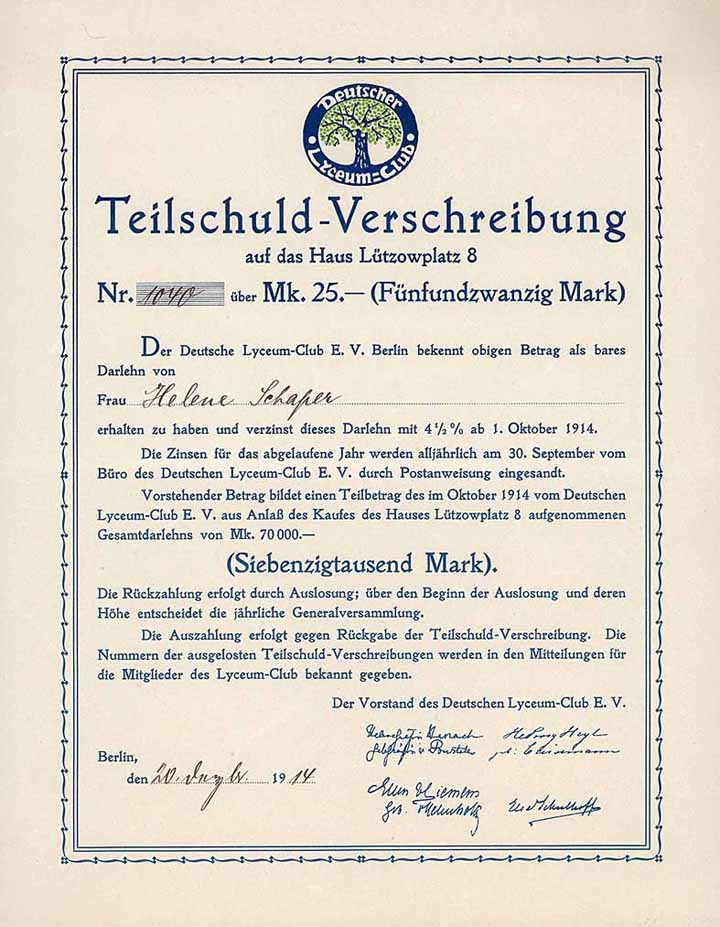 Deutscher
Lyceum=Club
Teilschuld-Verschreibung
auf das Haus Lützowplatz 8
Nr. 1040 über Mk. 25.— (Fünfundzwanzig Mark)
Der Deutsche Lyceum-Club E. V. Berlin bekennt obigen Betrag als bares
Darlehn von
Frau Helene Schaper
erhalten zu haben und verzinst dieses Darlehn mit 4½% ab 1. Oktober 1914.
Die Zinsen für das abgelaufene Jahr werden alljährlich am 30. September vom
Büro des Deutschen Lyceum-Club E. V. durch Postanweisung eingesandt.
Vorstehender Betrag bildet einen Teilbetrag des im Oktober 1914 vom Deutschen
Lyceum-Club E. V. aus Anlaß des Kaufes des Hauses Lützowplatz 8 aufgenommenen
Gesamtdarlehns von Mk. 70 000.—
(Siebenzigtausend Mark).
Die Rückzahlung erfolgt durch Auslosung; über den Beginn der Auslosung und deren
Höhe entscheidet die jährliche Generalversammlung.
Die Auszahlung erfolgt gegen Rückgabe der Teilschuld-Verschreibung. Die
Nummern der ausgelosten Teilschuld-Verschreibungen werden in den Mitteilungen für
die Mitglieder des Lyceum-Club bekannt gegeben.
Der Vorstand des Deutschen Lyceum-Club E. V.
Hedwig Heyl
Berlin,
den 20. Dezbr. 1914
Ellen Siemens
geb. Helmholtz